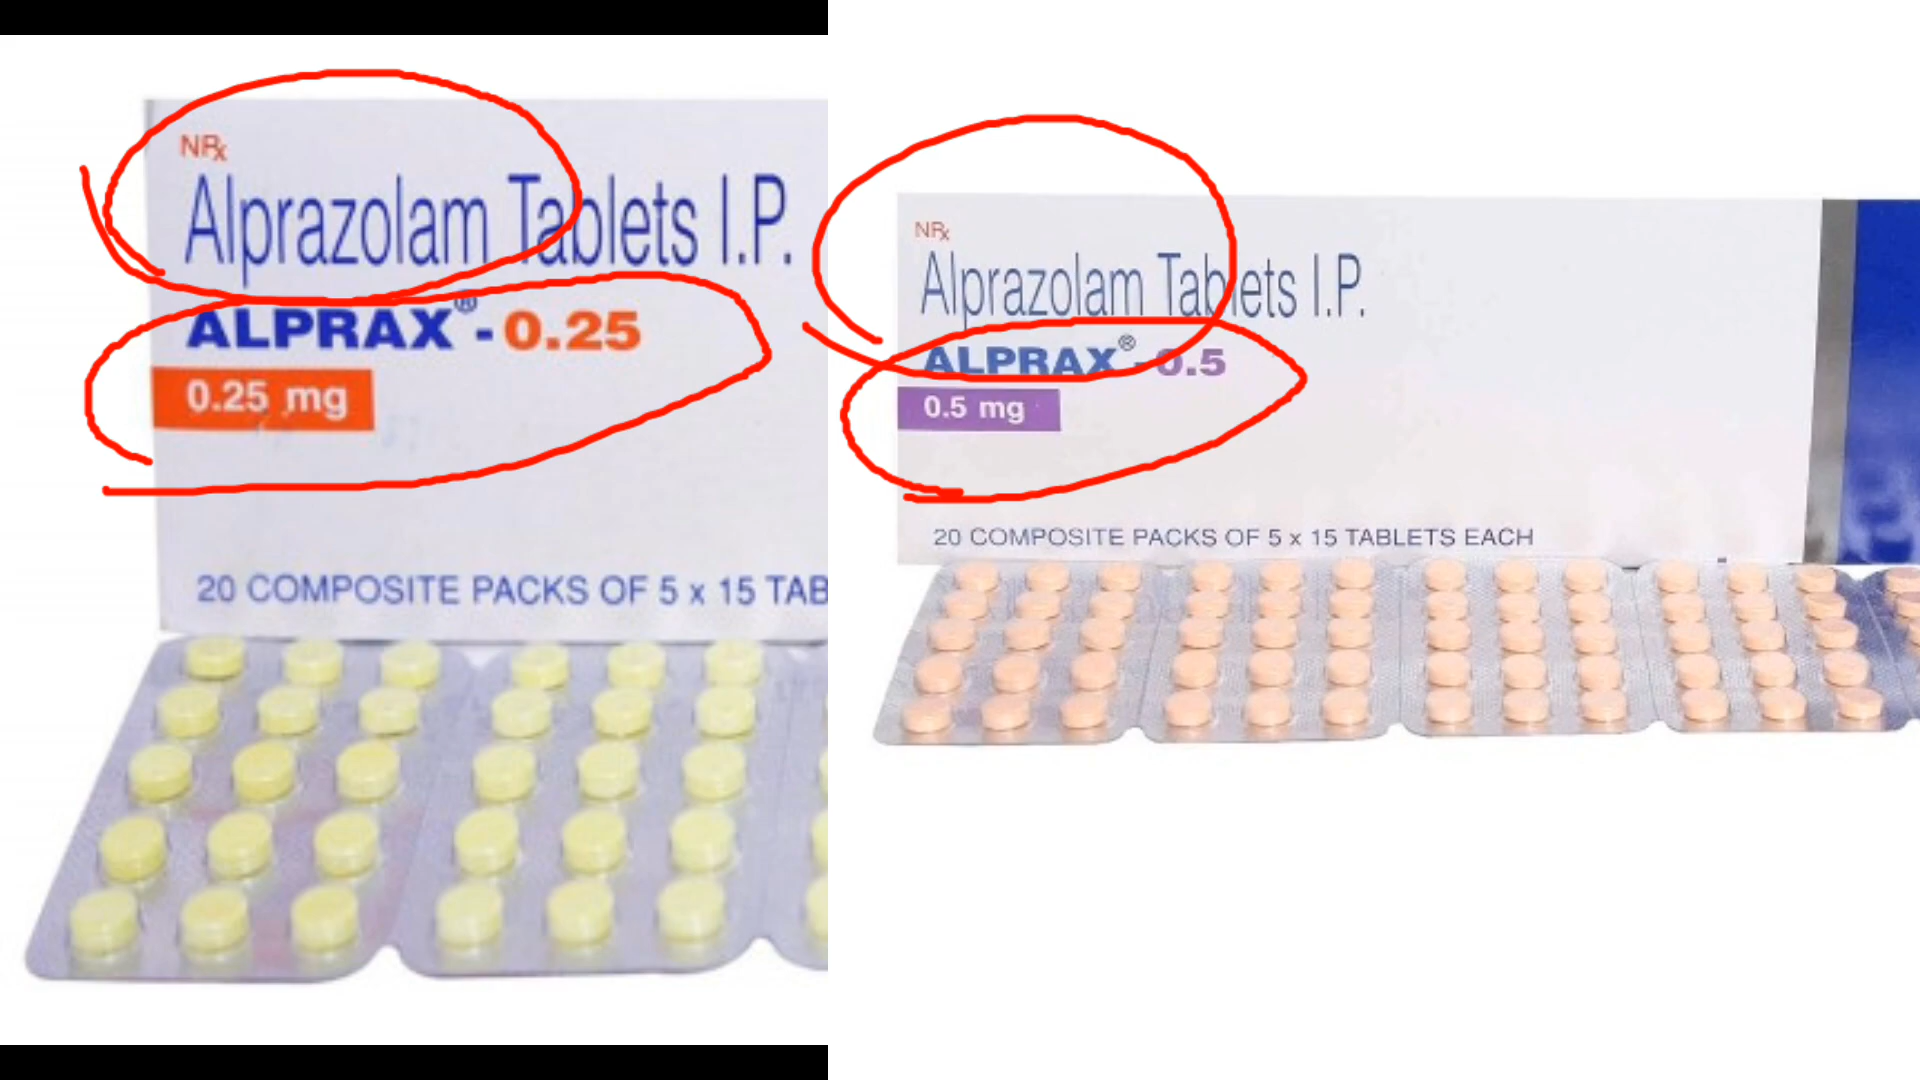 NRx
Alprazolam Tablets I.P.
ALPRAX®-0.25
0.25 mg
20 COMPOSITE PACKS OF 5 x 15 TAB
NRx
Alprazolam Tablets I.P.
ALPRAX®-0.5
0.5 mg
20 COMPOSITE PACKS OF 5 x 15 TABLETS EACH